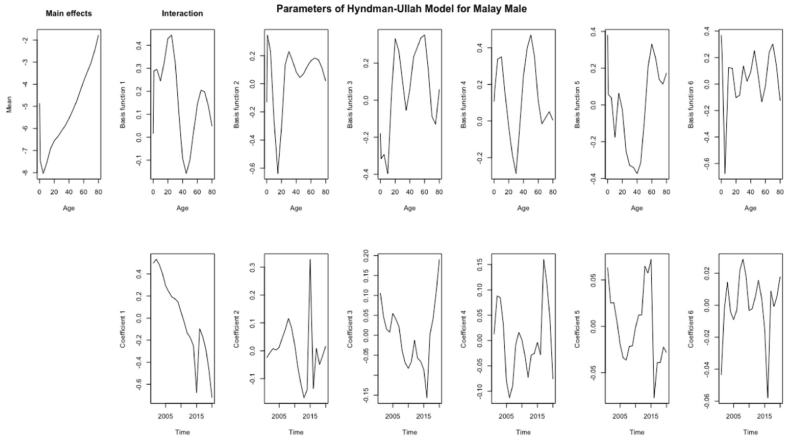 Parameters of Hyndman-Ullah Model for Malay Male
Main effects
Interaction
Mean
-2
-3
-4
-5
-6
-7
-8
0 20 40 60 80
Age
Basis function 1
0.4
0.3
0.2
0.1
0.0
-0.1
0 20 40 60 80
Age
Basis function 2
0.2
0.0
-0.2
-0.4
-0.6
0 20 40 60 80
Age
Basis function 3
0.2
0.0
-0.2
-0.4
0 20 40 60 80
Age
Basis function 4
0.4
0.2
0.0
-0.2
0 20 40 60 80
Age
Basis function 5
0.4
0.2
0.0
-0.2
-0.4
0 20 40 60 80
Age
Basis function 6
0.4
0.2
0.0
-0.2
-0.4
-0.6
0 20 40 60 80
Age
Coefficient 1
0.4
0.2
0.0
-0.2
-0.4
-0.6
2005 2015
Time
Coefficient 2
0.3
0.2
0.1
0.0
-0.1
2005 2015
Time
Coefficient 3
0.20
0.15
0.10
0.05
0.00
-0.05
-0.15
2005 2015
Time
Coefficient 4
0.15
0.10
0.05
0.00
-0.05
-0.10
2005 2015
Time
Coefficient 5
0.05
0.00
-0.05
2005 2015
Time
Coefficient 6
0.02
0.00
-0.02
-0.04
-0.06
2005 2015
Time